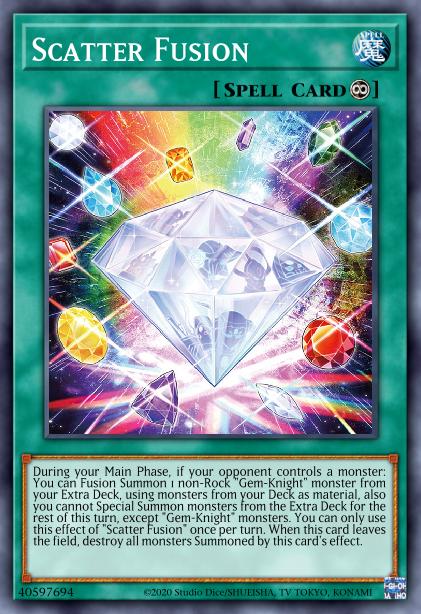 Scatter Fusion
SPELL
魔
[Spell Card]
During your Main Phase, if your opponent controls a monster:
You can Fusion Summon 1 non-Rock "Gem-Knight" monster from
your Extra Deck, using monsters from your Deck as material, also
you cannot Special Summon monsters from the Extra Deck for the
rest of this turn, except "Gem-Knight" monsters. You can only use
this effect of "Scatter Fusion" once per turn. When this card leaves
the field, destroy all monsters Summoned by this card's effect.
40597694 ©2020 Studio Dice/SHUEISHA, TV TOKYO, KONAMI